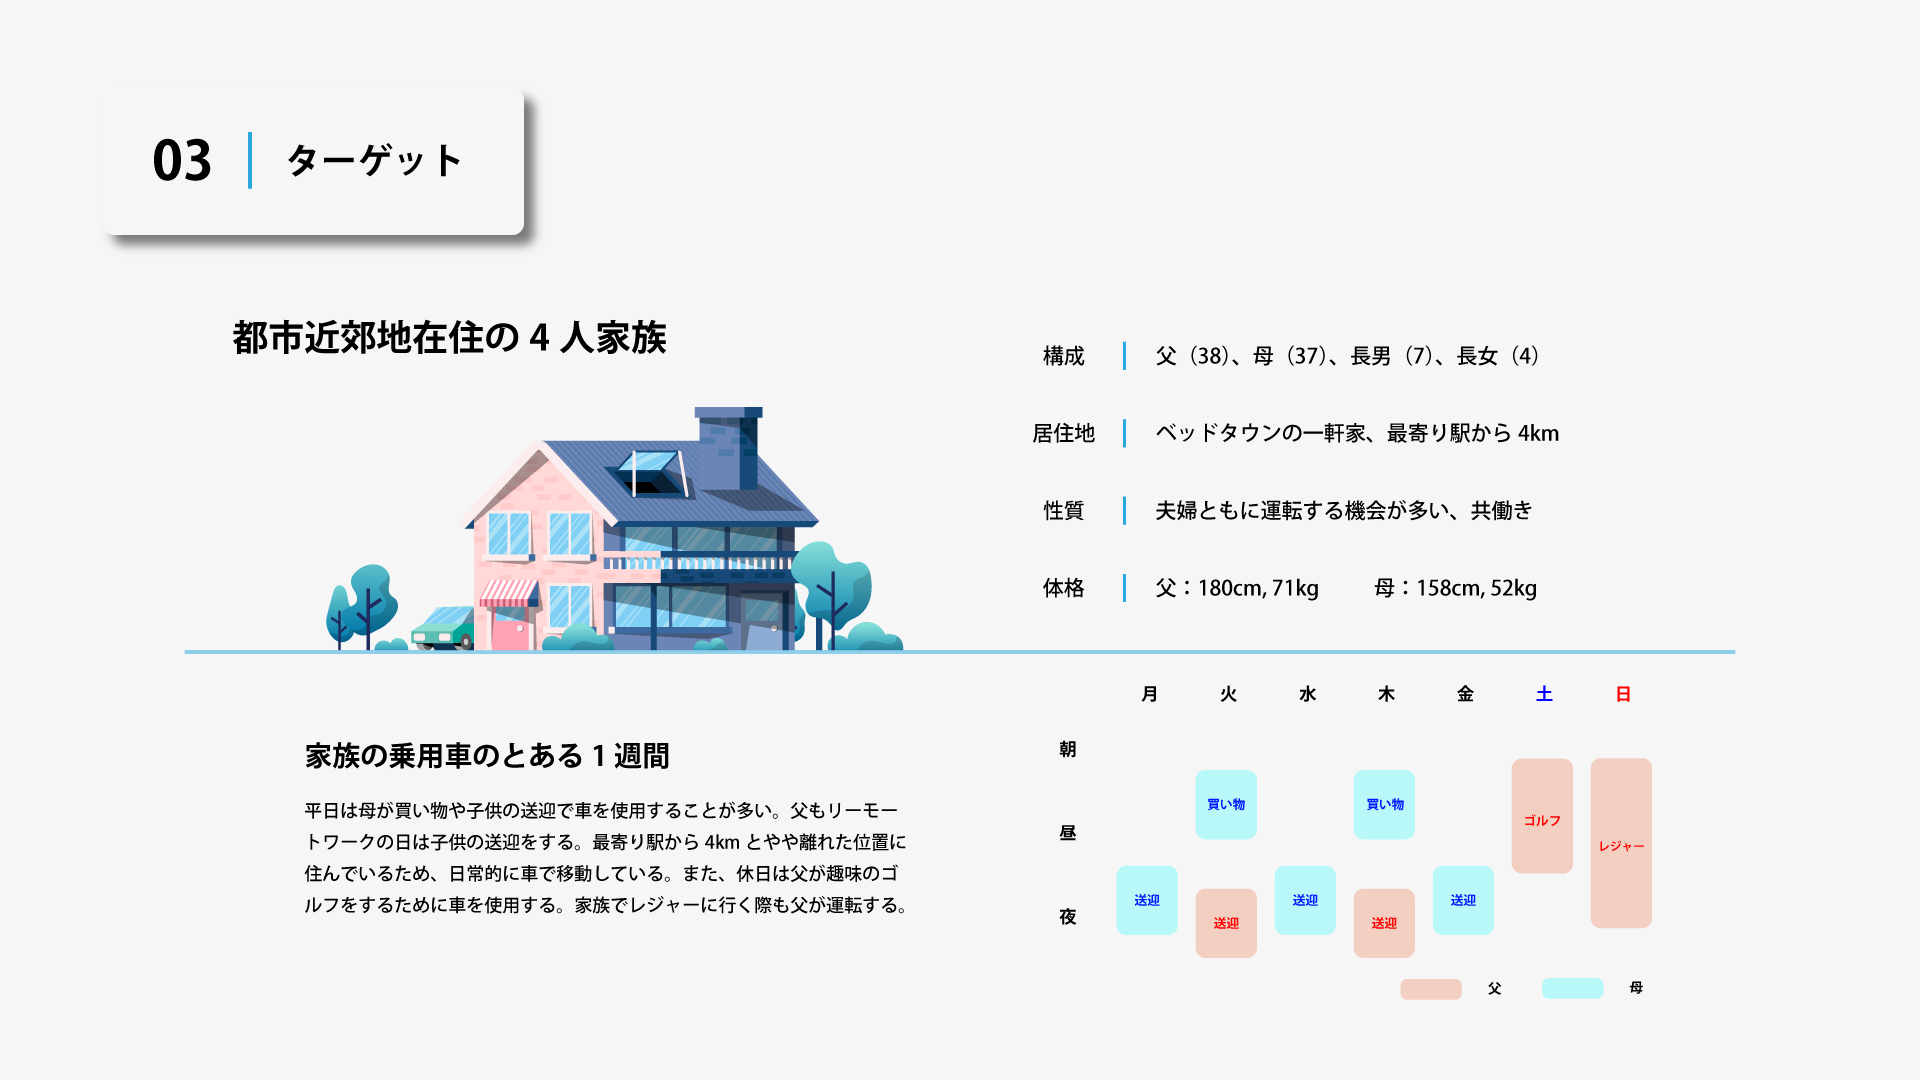 03
ターゲット
都市近郊地在住の 4 人家族
構成
父（38）、母（37）、長男（7）、長女（4）
居住地
ベッドタウンの一軒家、最寄り駅から 4km
性質
夫婦ともに運転する機会が多い、共働き
体格
父：180cm, 71kg 母：158cm, 52kg
家族の乗用車のとある 1 週間
平日は母が買い物や子供の送迎で車を使用することが多い。父もリーモー
トワークの日は子供の送迎をする。最寄り駅から 4km とやや離れた位置に
住んでいるため、日常的に車で移動している。また、休日は父が趣味のゴ
ルフをするために車を使用する。家族でレジャーに行く際も父が運転する。
月 火 水 木 金 土 日
朝
買い物 買い物
ゴルフ
昼
レジャー
送迎 送迎 送迎
夜
送迎 送迎
父 母